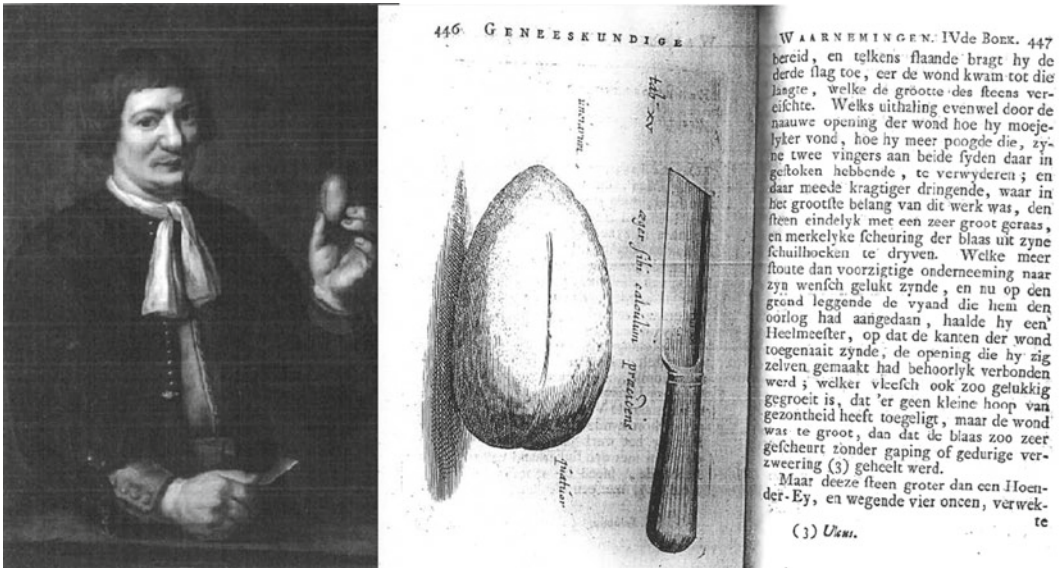 446 GENEESKUNDIGE
tab XV
unciarum
eger sibi calculum præscidens
quatuor
WAARNEMINGEN. IVde BOEK. 447
bereid, en telkens ſlaande bragt hy de
derde ſlag toe, eer de wond kwam tot die
langte, welke de grootte des ſteens ver-
eiſchte. Welks uithaling evenwel door de
naauwe opening der wond hoe hy moeje-
lyker vond, hoe hy meer poogde die, zy-
ne twee vingers aan beide ſyden daar in
geſtoken hebbende, te verwyderen; en
daar meede kragtiger dringende, waar in
het grootſte belang van dit werk was, den
ſteen eindelyk met een zeer groot geraas,
en merkelyke ſcheuring der blaas uit zyne
ſchuilhoeken te dryven. Welke meer
ſtoute dan voorzigtige onderneeming naar
zyn wenſch gelukt zynde, en nu op den
grond leggende de vyand die hem den
oorlog had aangedaan, haalde hy een
Heelmeeſter, op dat de kanten der wond
toegenaait zynde, de opening die hy zig
zelven gemaakt had behoorlyk verbonden
werd; welker vleeſch ook zoo gelukkig
gegroeit is, dat 'er geen kleine hoop van
gezontheid heeft toegeligt, maar de wond
was te groot, dan dat de blaas zoo zeer
geſcheurt zonder gaping of gedurige ver-
zweering (3) geheelt werd.
Maar deeze ſteen groter dan een Hoen-
der-Ey, en wegende vier oncen, verwek-
te
(3) Ulcus.